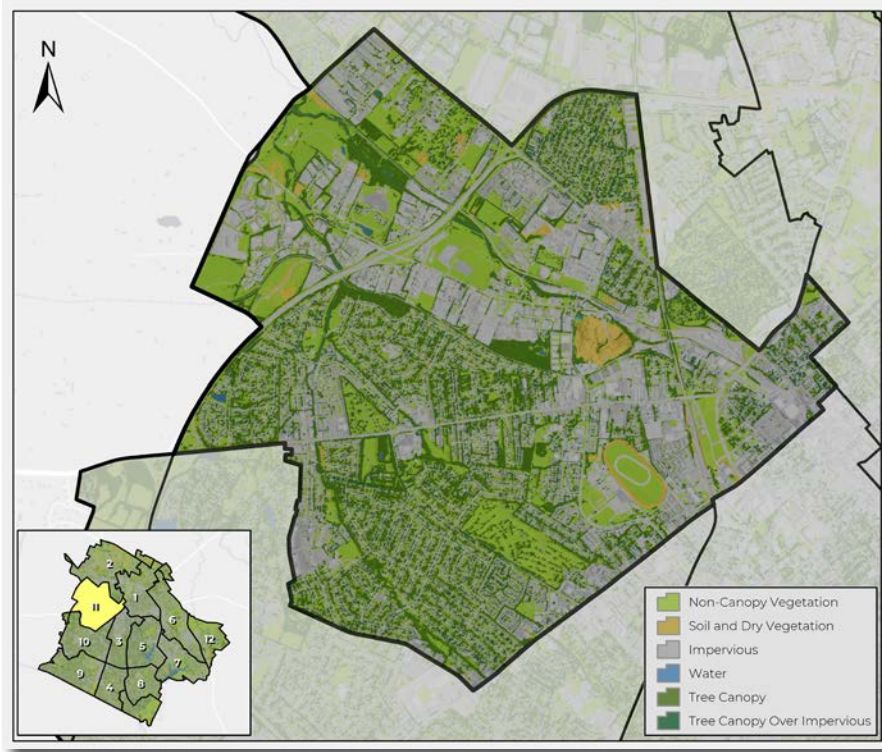 N
2
1
11
6
10
3
5
12
7
9
4
8
Non-Canopy Vegetation
Soil and Dry Vegetation
Impervious
Water
Tree Canopy
Tree Canopy Over Impervious